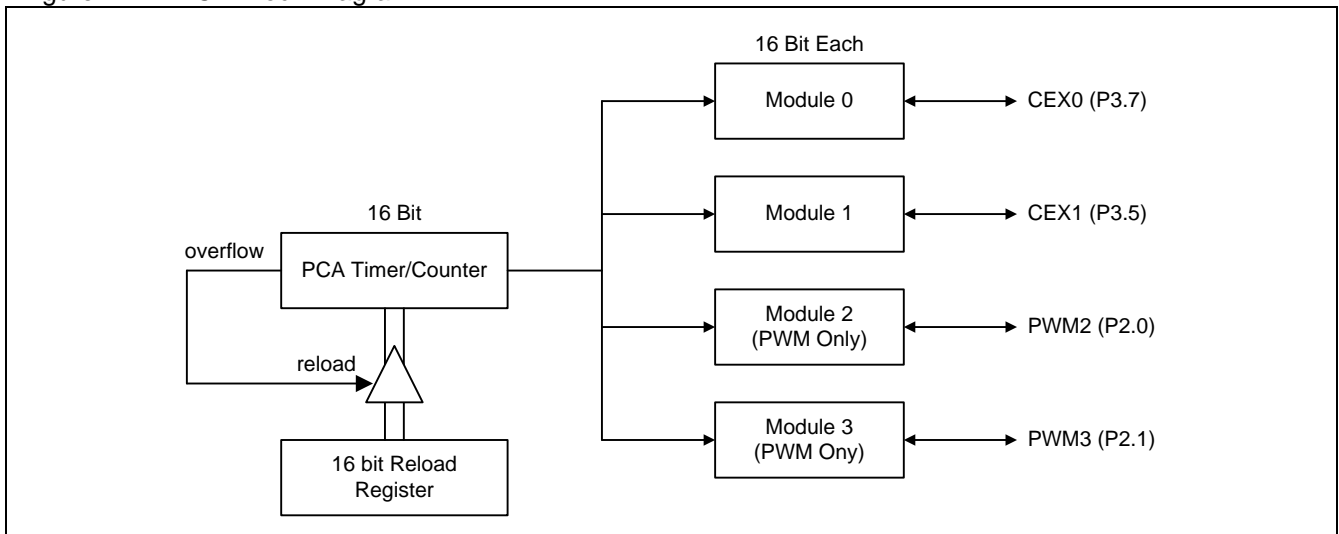 16 Bit Each
Module 0
CEX0 (P3.7)
Module 1
CEX1 (P3.5)
16 Bit
overflow
PCA Timer/Counter
Module 2
(PWM Only)
PWM2 (P2.0)
reload
Module 3
(PWM Ony)
PWM3 (P2.1)
16 bit Reload
Register